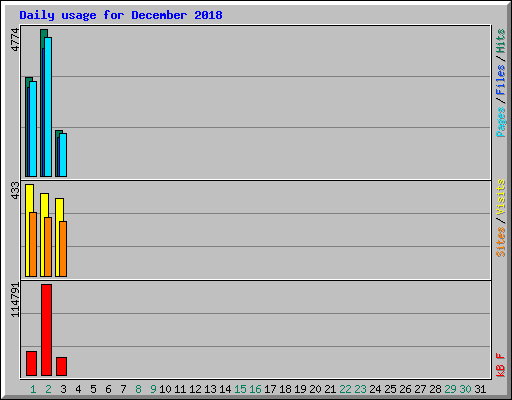 Daily usage for December 2018
4774
433
114791
Pages/Files/Hits
Sites/Visits
kB F
1 2 3 4 5 6 7 8 9 10 11 12 13 14 15 16 17 18 19 20 21 22 23 24 25 26 27 28 29 30 31